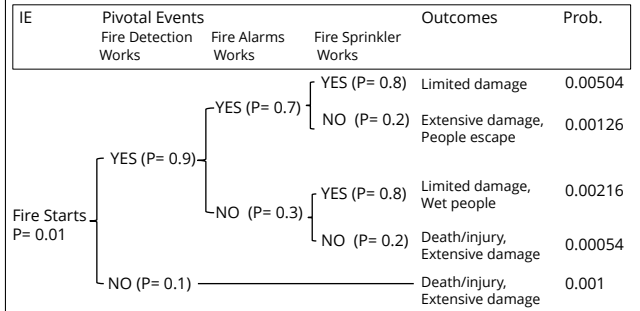 IE Pivotal Events Outcomes Prob.
Fire Detection Fire Alarms Fire Sprinkler
Works Works Works
YES (P= 0.8) Limited damage 0.00504
YES (P= 0.7)
NO (P= 0.2) Extensive damage, 0.00126
People escape
YES (P= 0.9)
YES (P= 0.8) Limited damage, 0.00216
Wet people
NO (P= 0.3)
Fire Starts
P= 0.01
NO (P= 0.2) Death/injury, 0.00054
Extensive damage
NO (P= 0.1) Death/injury, 0.001
Extensive damage